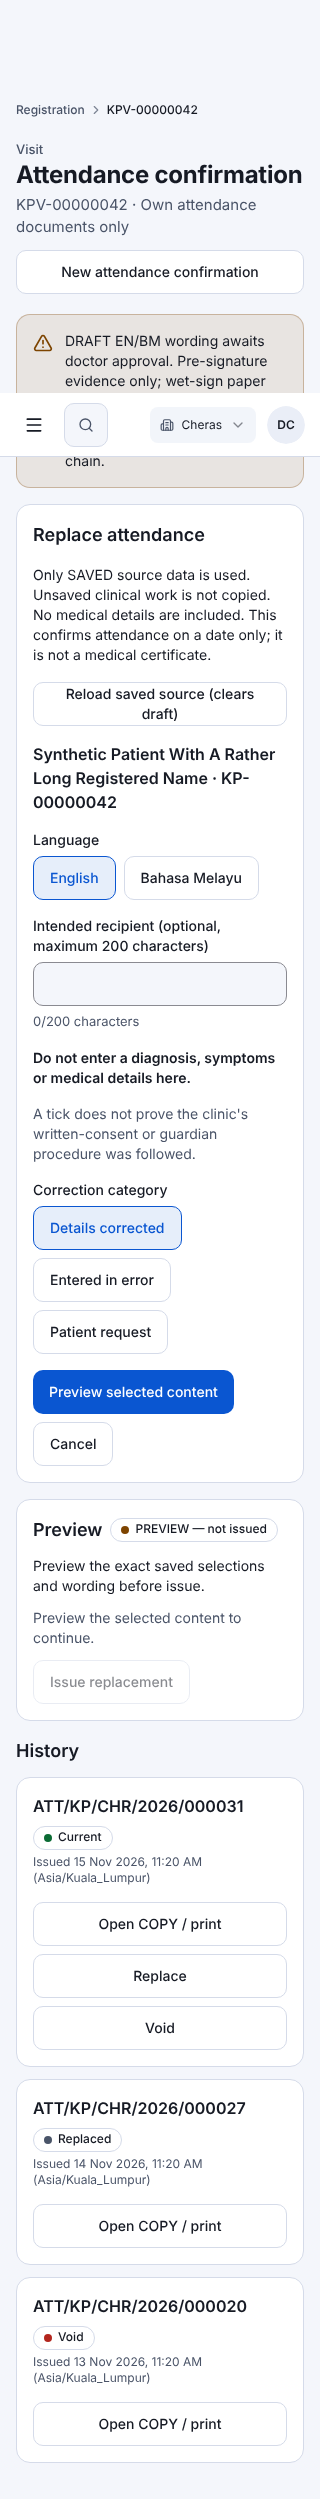 Registration > KPV-00000042
Visit
Attendance confirmation
KPV-00000042 · Own attendance
documents only
New attendance confirmation
DRAFT EN/BM wording awaits
doctor approval. Pre-signature
evidence only; wet-sign paper
Cheras
DC
chain.
Replace attendance
Only SAVED source data is used.
Unsaved clinical work is not copied.
No medical details are included. This
confirms attendance on a date only; it
is not a medical certificate.
Reload saved source (clears
draft)
Synthetic Patient With A Rather
Long Registered Name · KP-
00000042
Language
English
Bahasa Melayu
Intended recipient (optional,
maximum 200 characters)
0/200 characters
Do not enter a diagnosis, symptoms
or medical details here.
A tick does not prove the clinic's
written-consent or guardian
procedure was followed.
Correction category
Details corrected
Entered in error
Patient request
Preview selected content
Cancel
Preview
PREVIEW — not issued
Preview the exact saved selections
and wording before issue.
Preview the selected content to
continue.
Issue replacement
History
ATT/KP/CHR/2026/000031
Current
Issued 15 Nov 2026, 11:20 AM
(Asia/Kuala_Lumpur)
Open COPY / print
Replace
Void
ATT/KP/CHR/2026/000027
Replaced
Issued 14 Nov 2026, 11:20 AM
(Asia/Kuala_Lumpur)
Open COPY / print
ATT/KP/CHR/2026/000020
Void
Issued 13 Nov 2026, 11:20 AM
(Asia/Kuala_Lumpur)
Open COPY / print